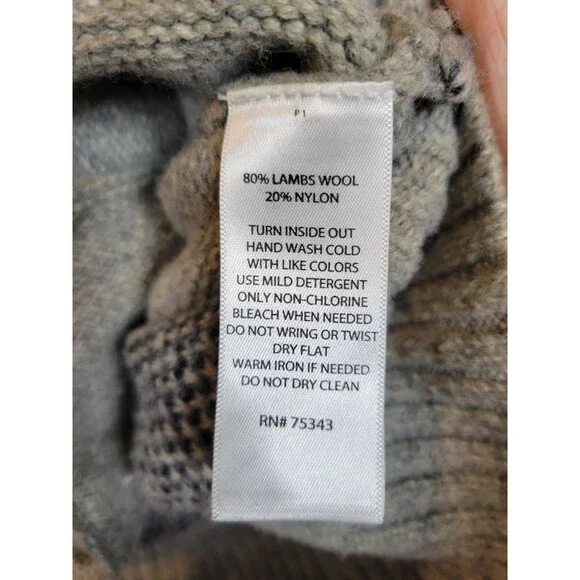 P1
80% LAMBS WOOL
20% NYLON
TURN INSIDE OUT
HAND WASH COLD
WITH LIKE COLORS
USE MILD DETERGENT
ONLY NON-CHLORINE
BLEACH WHEN NEEDED
DO NOT WRING OR TWIST
DRY FLAT
WARM IRON IF NEEDED
DO NOT DRY CLEAN
RN# 75343